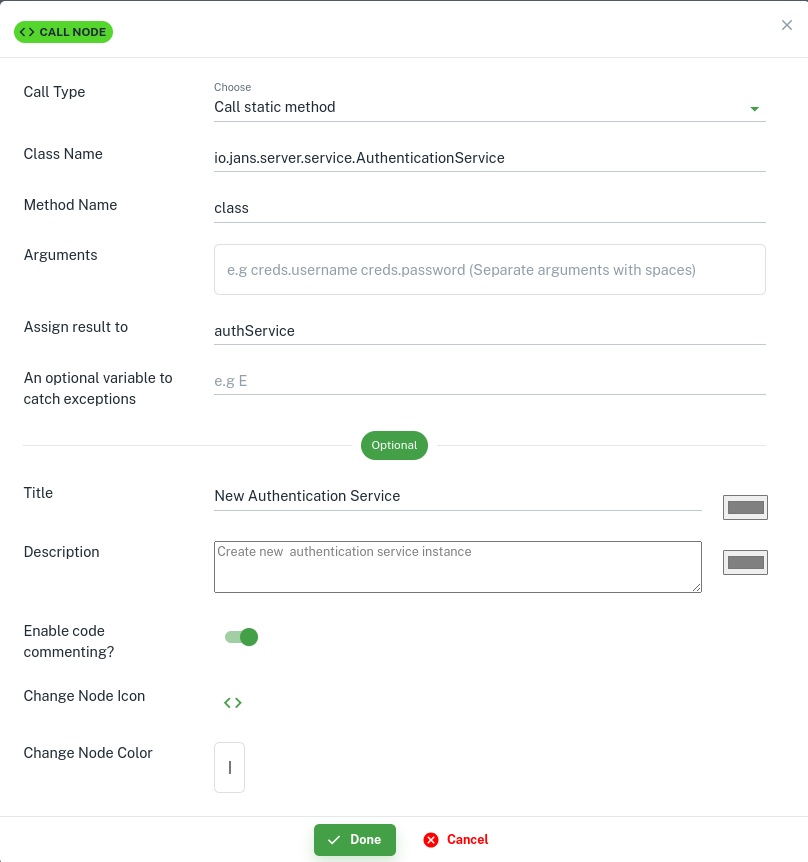 CALL NODE
Call Type
Choose
Call static method
Class Name
io.jans.server.service.AuthenticationService
Method Name
class
Arguments
e.g creds.username creds.password (Separate arguments with spaces)
Assign result to
authService
An optional variable to
catch exceptions
e.g E
Optional
Title
New Authentication Service
Description
Create new  authentication service instance
Enable code
commenting?
Change Node Icon
Change Node Color
Done
Cancel